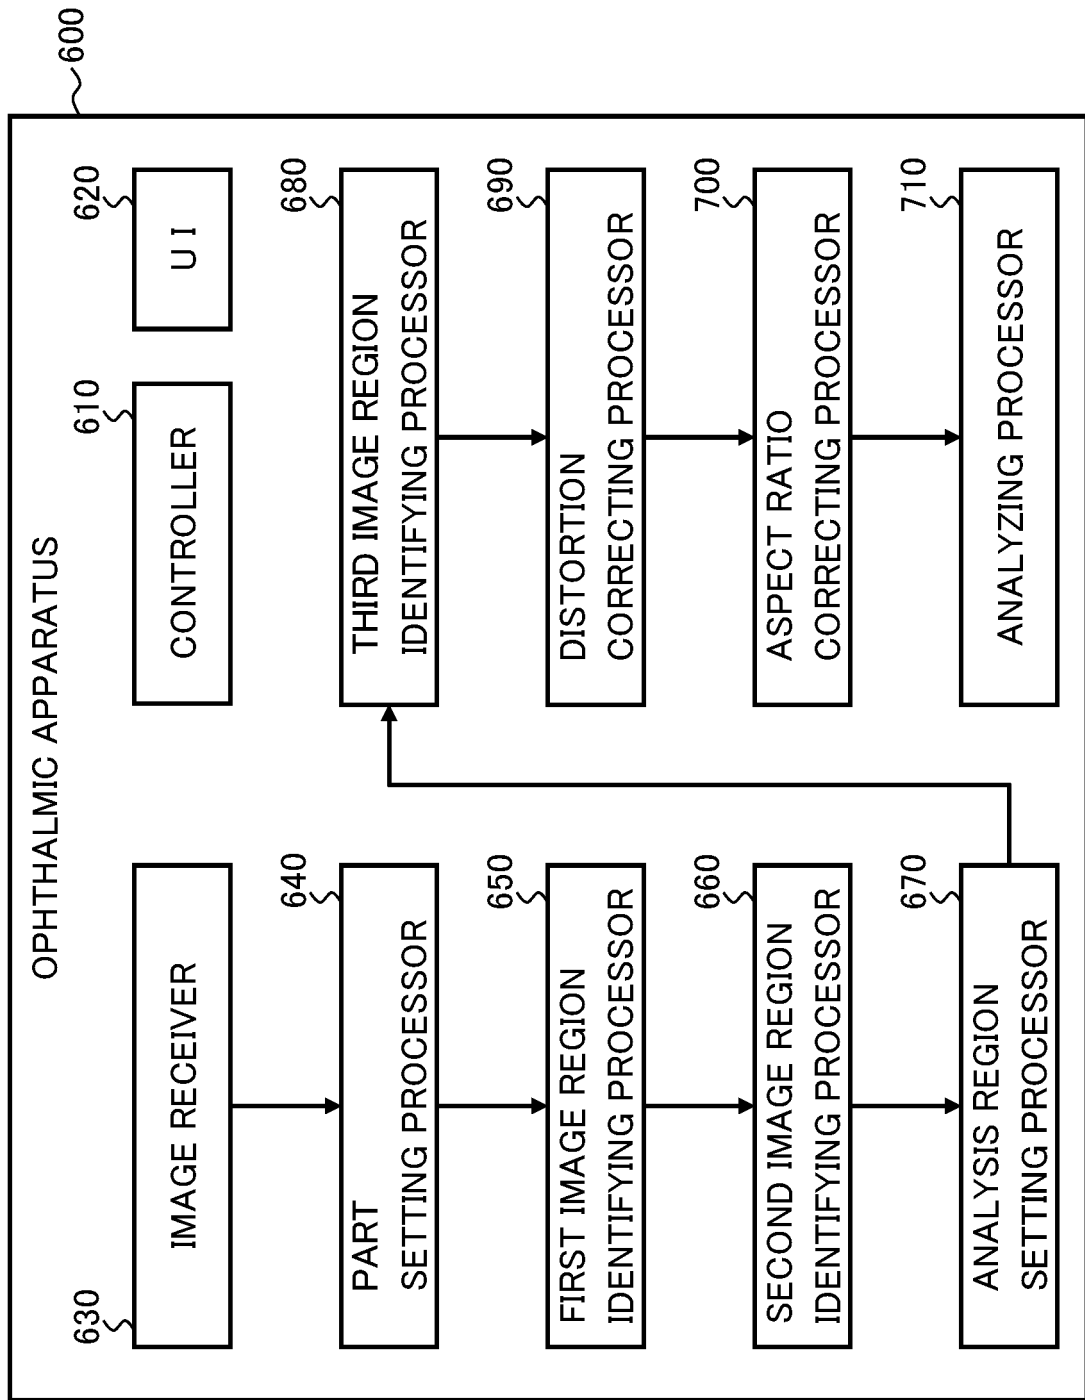 600
OPHTHALMIC APPARATUS
630
IMAGE RECEIVER
610
CONTROLLER
620
UI
640
PART
SETTING PROCESSOR
650
FIRST IMAGE REGION
IDENTIFYING PROCESSOR
660
SECOND IMAGE REGION
IDENTIFYING PROCESSOR
670
ANALYSIS REGION
SETTING PROCESSOR
680
THIRD IMAGE REGION
IDENTIFYING PROCESSOR
690
DISTORTION
CORRECTING PROCESSOR
700
ASPECT RATIO
CORRECTING PROCESSOR
710
ANALYZING PROCESSOR